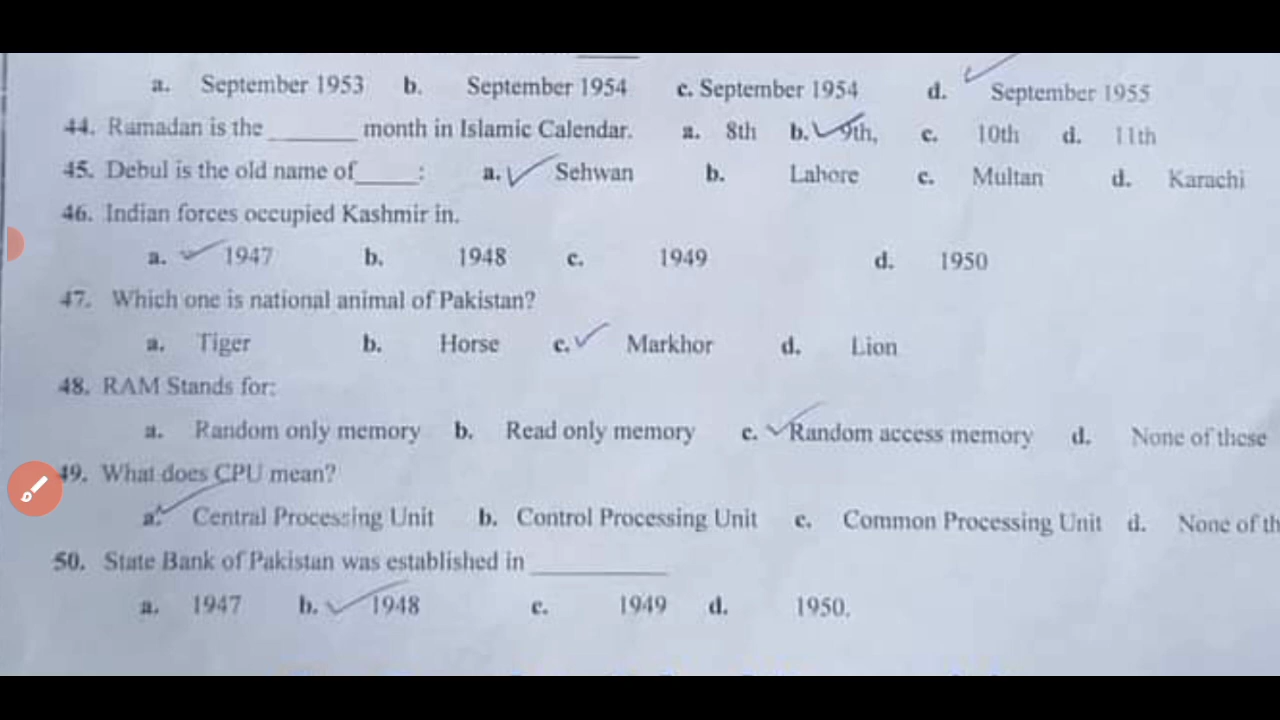 a. September 1953 b. September 1954 c. September 1954 d. September 1955
44. Ramadan is the ______ month in Islamic Calendar. a. 8th b. 9th, c. 10th d. 11th
45. Debul is the old name of_____: a. Sehwan b. Lahore c. Multan d. Karachi
46. Indian forces occupied Kashmir in.
a. 1947 b. 1948 c. 1949 d. 1950
47. Which one is national animal of Pakistan?
a. Tiger b. Horse c. Markhor d. Lion
48. RAM Stands for:
a. Random only memory b. Read only memory c. Random access memory d. None of these
49. What does CPU mean?
a. Central Processing Unit b. Control Processing Unit c. Common Processing Unit d. None of th
50. State Bank of Pakistan was established in __________
a. 1947 b. 1948 c. 1949 d. 1950.